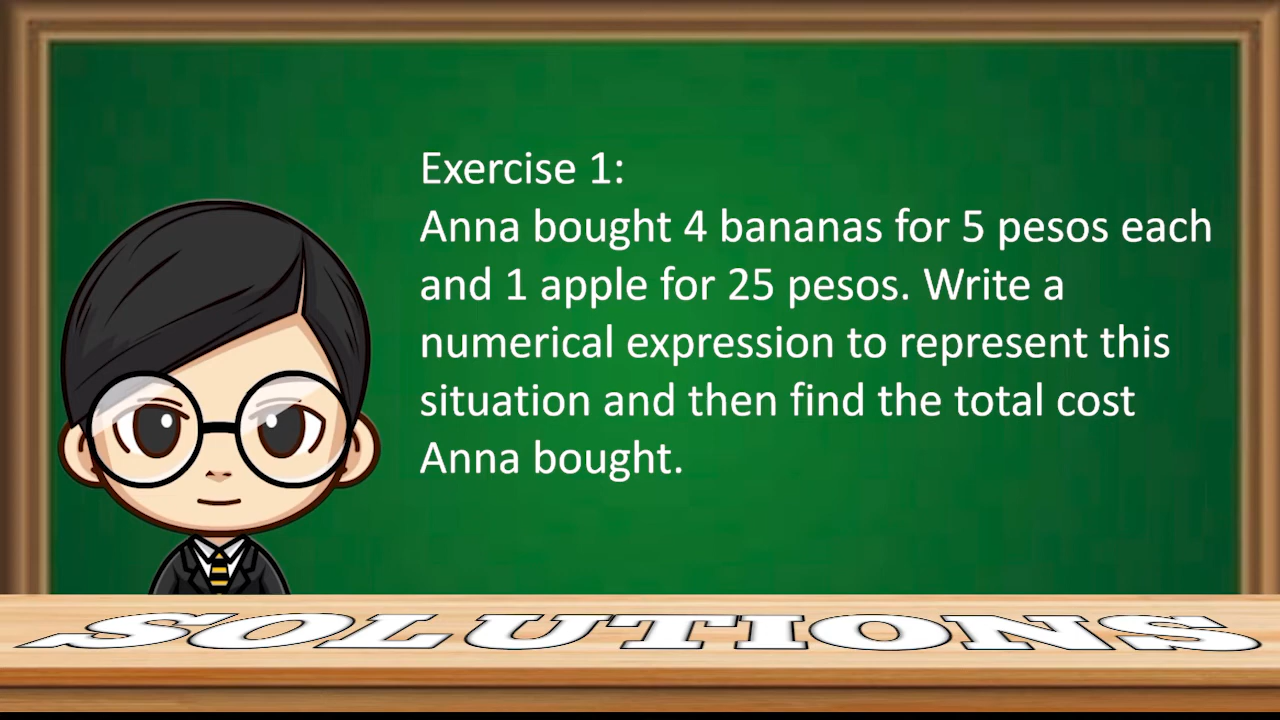 Exercise 1:
Anna bought 4 bananas for 5 pesos each
and 1 apple for 25 pesos. Write a
numerical expression to represent this
situation and then find the total cost
Anna bought.
SOLUTIONS